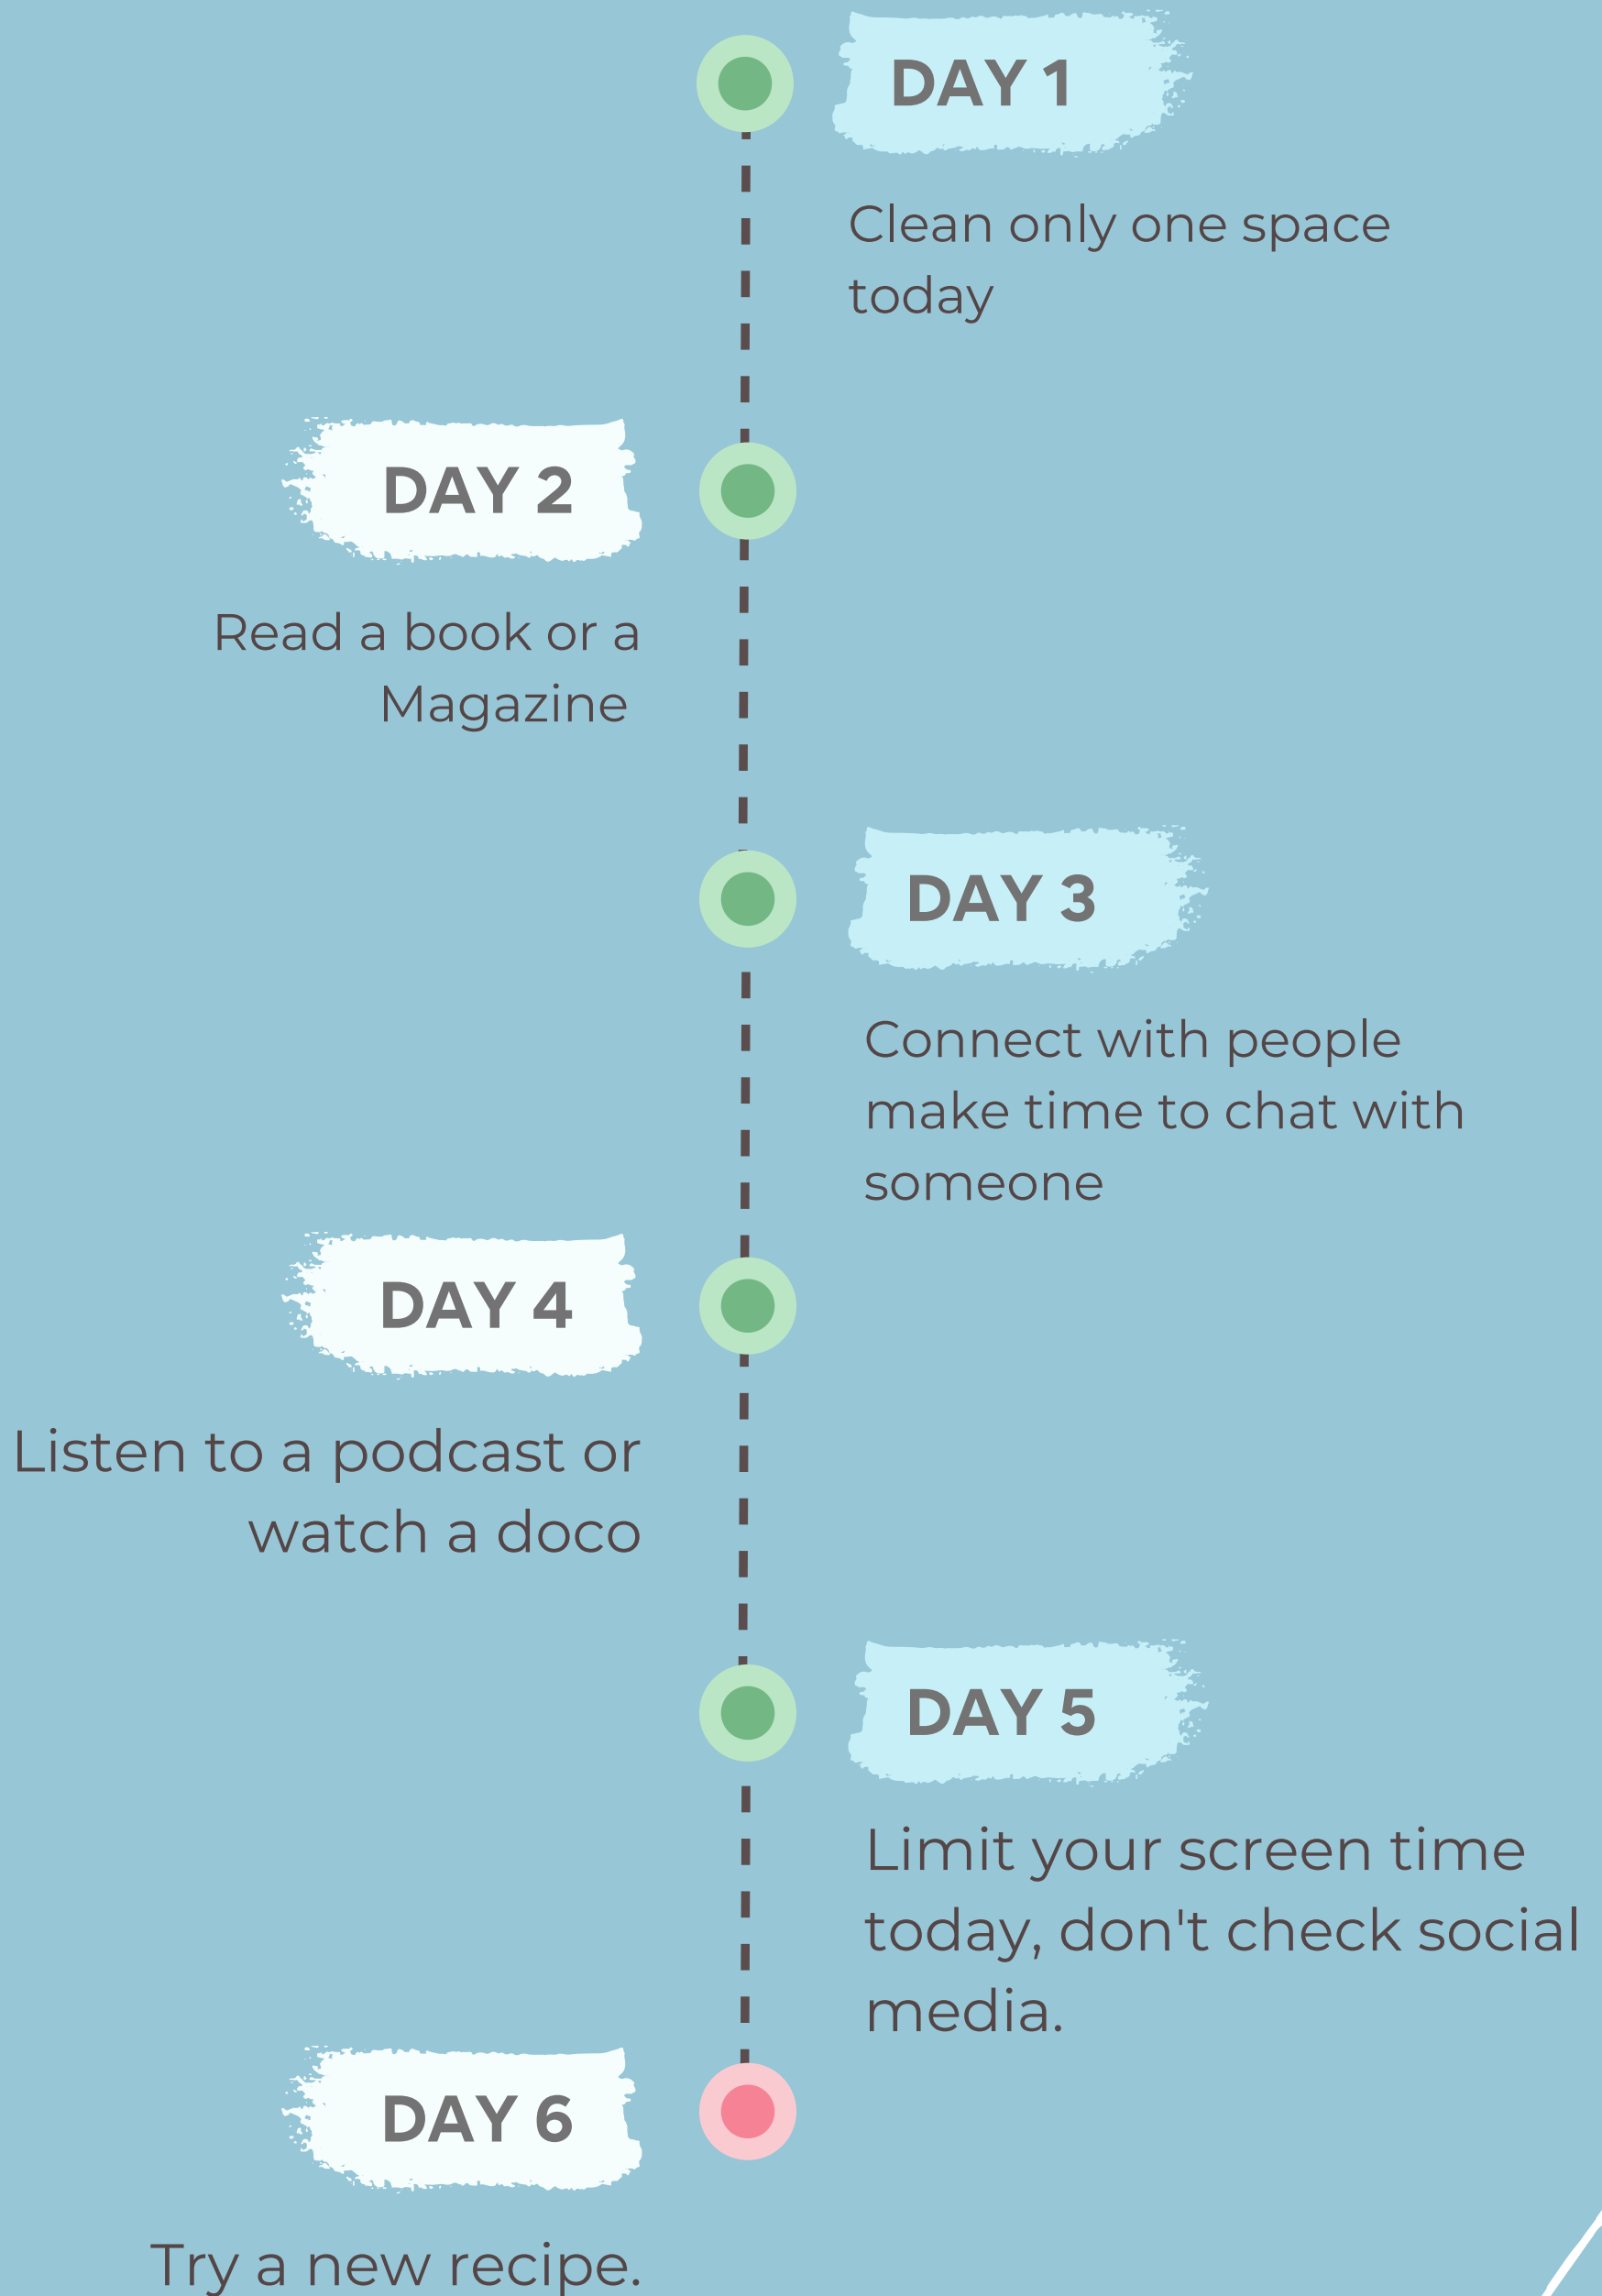 DAY 1
Clean only one space
today
DAY 2
Read a book or a
Magazine
DAY 3
Connect with people
make time to chat with
someone
DAY 4
Listen to a podcast or
watch a doco
DAY 5
Limit your screen time
today, don't check social
media.
DAY 6
Try a new recipe.